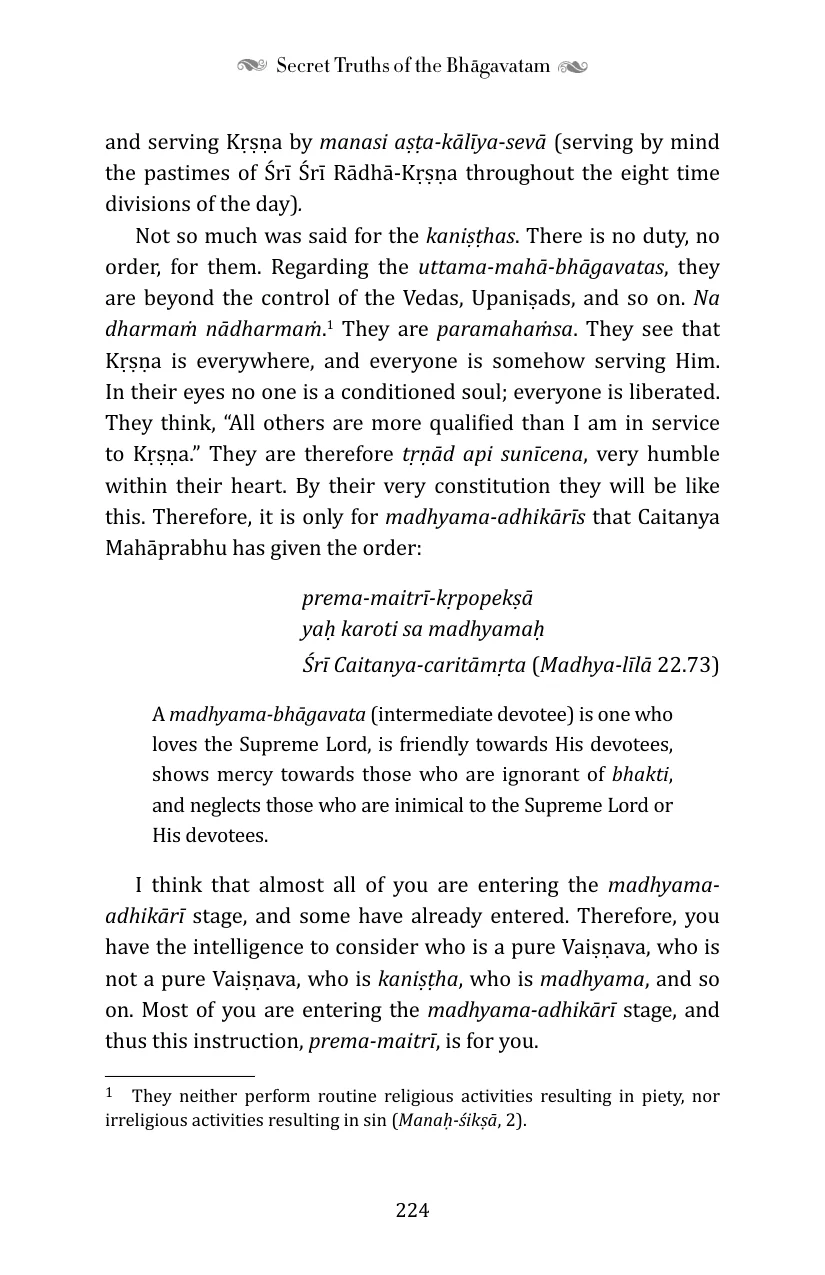 Secret Truths of the Bhāgavatam
and serving Kṛṣṇa by manasi aṣṭa-kālīya-sevā (serving by mind
the pastimes of Śrī Śrī Rādhā-Kṛṣṇa throughout the eight time
divisions of the day).
Not so much was said for the kaniṣṭhas. There is no duty, no
order, for them. Regarding the uttama-mahā-bhāgavatas, they
are beyond the control of the Vedas, Upaniṣads, and so on. Na
dharmaṁ nādharmaṁ.¹ They are paramahaṁsa. They see that
Kṛṣṇa is everywhere, and everyone is somehow serving Him.
In their eyes no one is a conditioned soul; everyone is liberated.
They think, “All others are more qualified than I am in service
to Kṛṣṇa.” They are therefore tṛṇād api sunīcena, very humble
within their heart. By their very constitution they will be like
this. Therefore, it is only for madhyama-adhikārīs that Caitanya
Mahāprabhu has given the order:
prema-maitrī-kṛpopekṣā
yaḥ karoti sa madhyamaḥ
Śrī Caitanya-caritāmṛta (Madhya-līlā 22.73)
A madhyama-bhāgavata (intermediate devotee) is one who
loves the Supreme Lord, is friendly towards His devotees,
shows mercy towards those who are ignorant of bhakti,
and neglects those who are inimical to the Supreme Lord or
His devotees.
I think that almost all of you are entering the madhyama-
adhikārī stage, and some have already entered. Therefore, you
have the intelligence to consider who is a pure Vaiṣṇava, who is
not a pure Vaiṣṇava, who is kaniṣṭha, who is madhyama, and so
on. Most of you are entering the madhyama-adhikārī stage, and
thus this instruction, prema-maitrī, is for you.
¹ They neither perform routine religious activities resulting in piety, nor
irreligious activities resulting in sin (Manaḥ-śikṣā, 2).
224